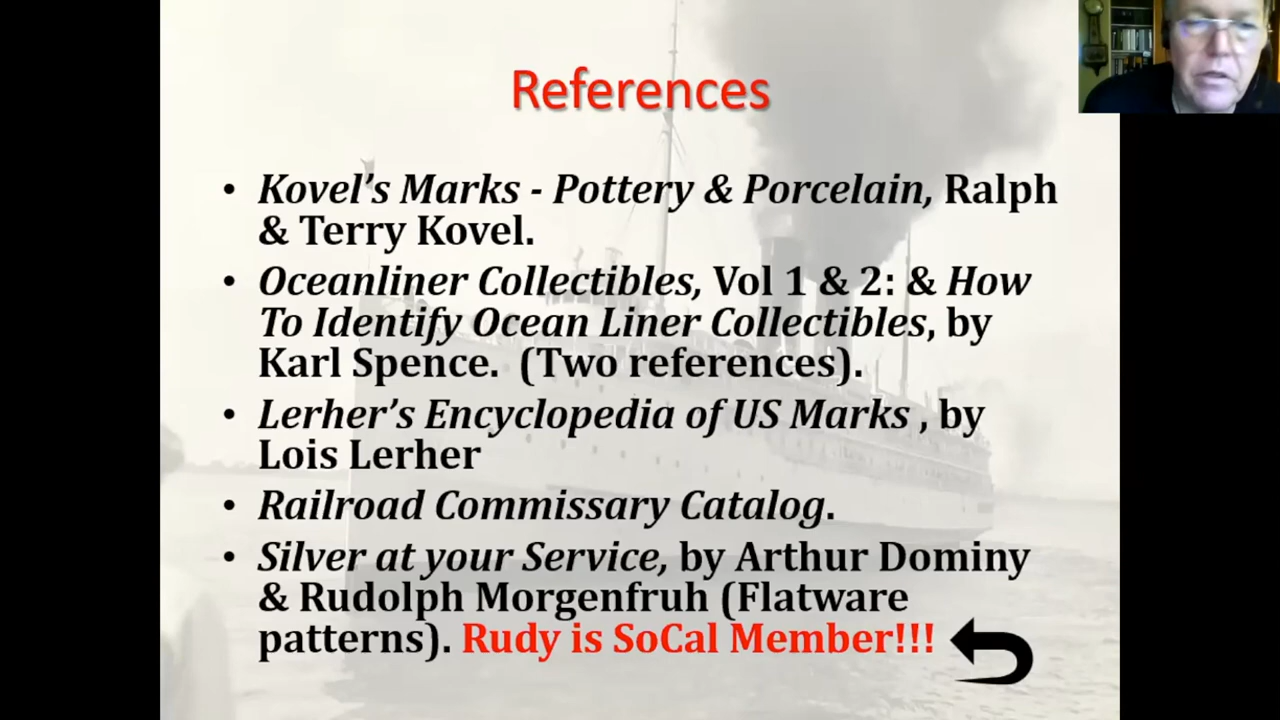 References
• Kovel's Marks - Pottery & Porcelain, Ralph
& Terry Kovel.
• Oceanliner Collectibles, Vol 1 & 2: & How
To Identify Ocean Liner Collectibles, by
Karl Spence.  (Two references).
• Lerher's Encyclopedia of US Marks , by
Lois Lerher
• Railroad Commissary Catalog.
• Silver at your Service, by Arthur Dominy
& Rudolph Morgenfruh (Flatware
patterns). Rudy is SoCal Member!!!